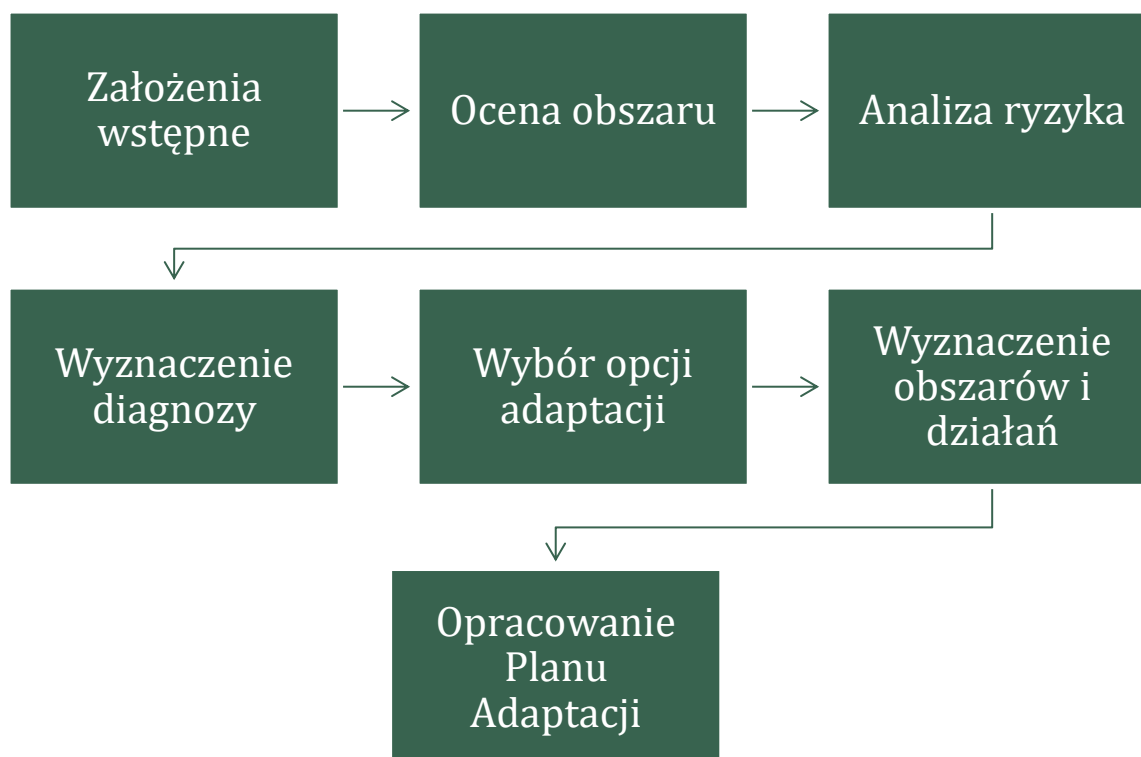 Założenia
wstępne
Ocena obszaru
Analiza ryzyka
Wyznaczenie
diagnozy
Wybór opcji
adaptacji
Wyznaczenie
obszarów i
działań
Opracowanie
Planu
Adaptacji